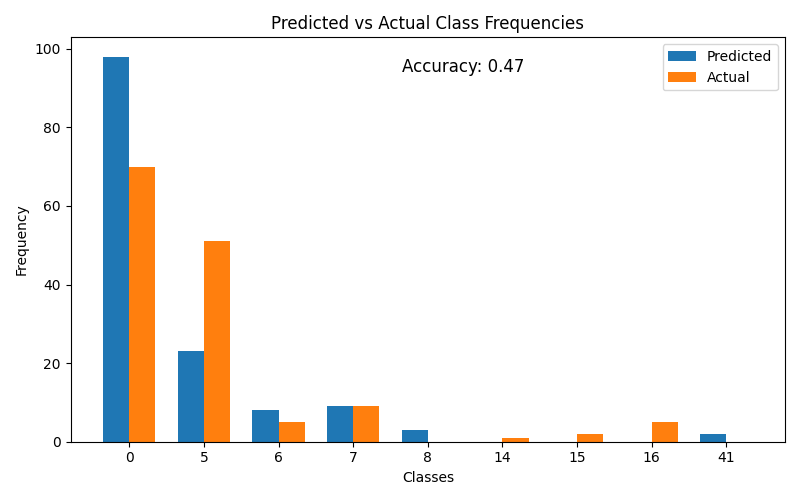 Predicted vs Actual Class Frequencies
Accuracy: 0.47
Predicted
Actual
Frequency
100
80
60
40
20
0
0 5 6 7 8 14 15 16 41
Classes